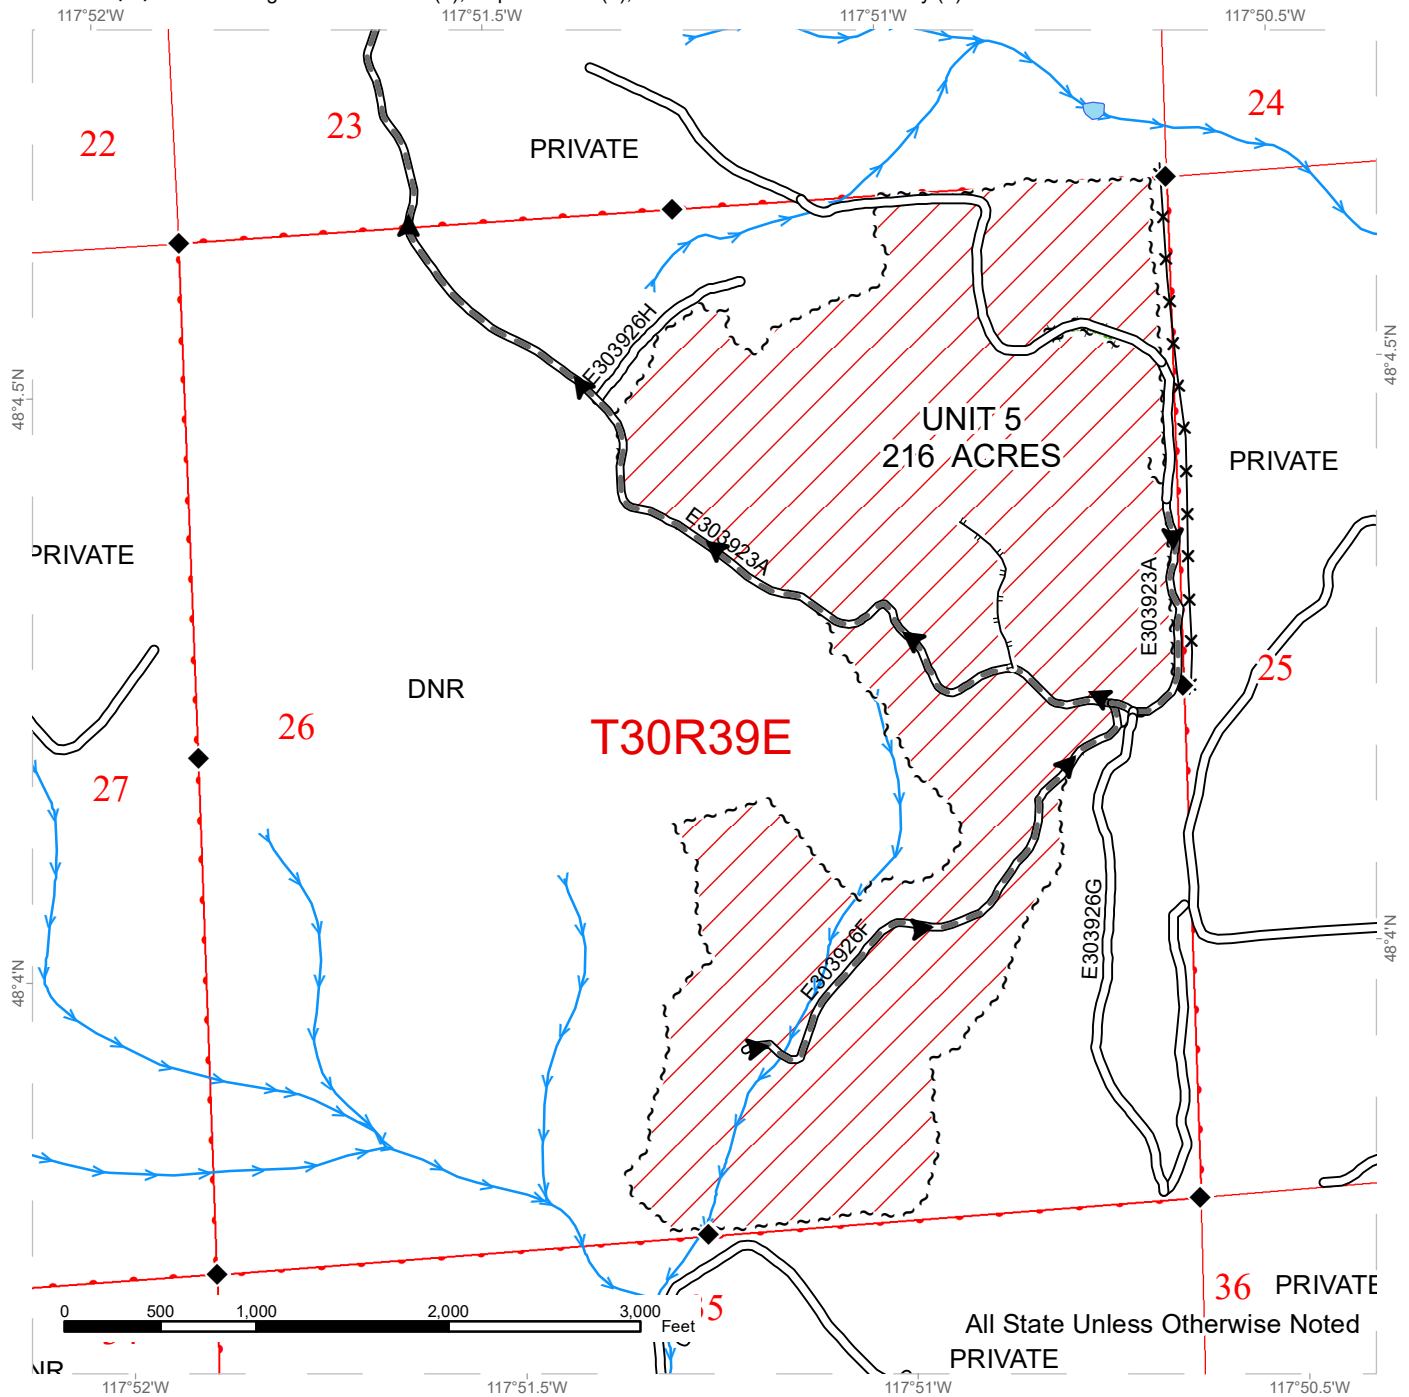 117°52'W
117°51.5'W
117°51'W
117°50.5'W
24
23
22
PRIVATE
E303926H
48°4.5'N
48°4.5'N
UNIT 5
216 ACRES
PRIVATE
E303923A
PRIVATE
E303923A
25
DNR
26
T30R39E
27
E303926G
E303926F
48°4'N
48°4'N
36
PRIVATE
0 500 1,000 2,000 3,000
Feet
All State Unless Otherwise Noted
PRIVATE
117°52'W
117°51.5'W
117°51'W
117°50.5'W